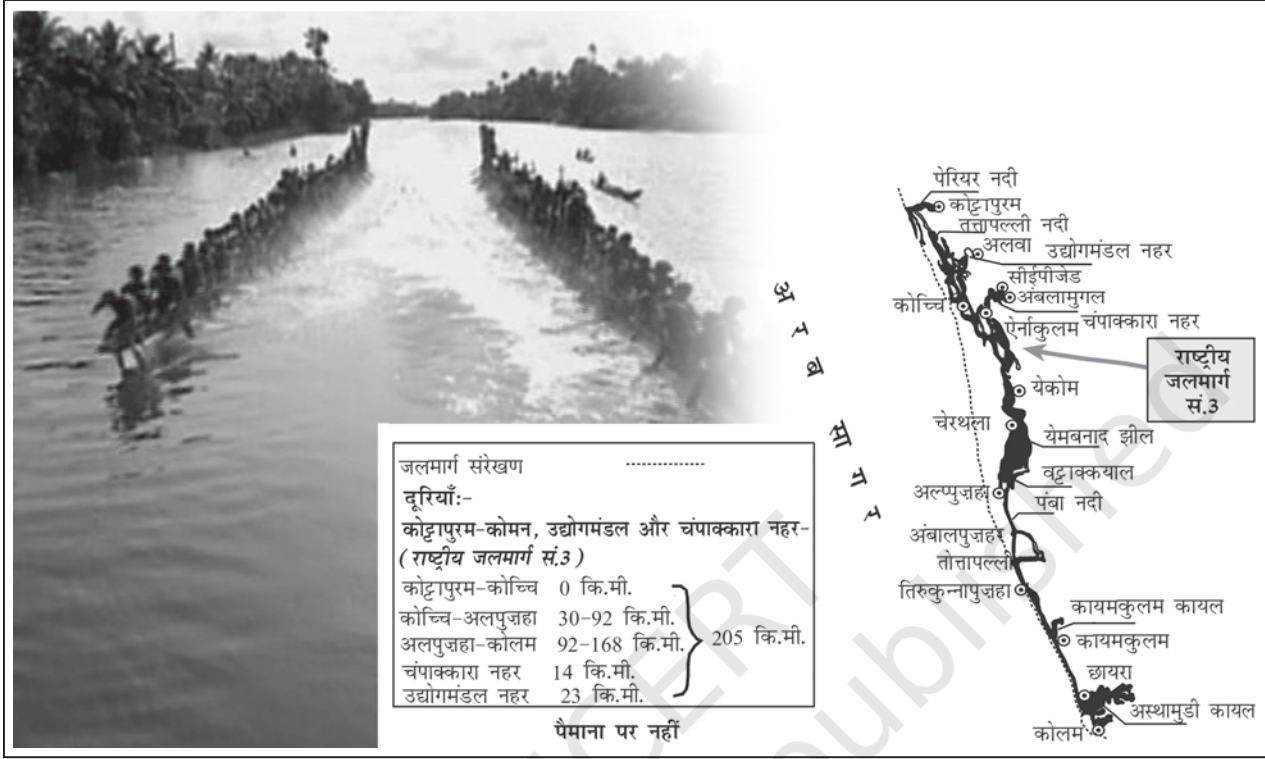 पेरियर नदी
कोट्टापुरम
तत्तापल्ली नदी
अलवा
उद्योगमंडल नहर
सीईपीजेड
अंबलामुगल
कोच्चि
ऐर्नाकुलम
चंपाक्कारा नहर
राष्ट्रीय
जलमार्ग
सं.3
येकोम
चेरथला
येमबनाद झील
वट्टाक्कयाल
अल्पुज़हा
पंबा नदी
अंबालपुज़हर
तोत्तापल्ली
तिरुकुन्नापुज़हा
कायमकुलम कायल
कायमकुलम
छायरा
अस्थामुडी कायल
कोलम
अरब सागर
जलमार्ग संरेखण
दूरियाँ:-
कोट्टापुरम-कोमन, उद्योगमंडल और चंपाक्कारा नहर-
(राष्ट्रीय जलमार्ग सं.3)
कोट्टापुरम-कोच्चि 0 कि.मी.
कोच्चि-अलपुज़हा 30-92 कि.मी.
अलपुज़हा-कोलम 92-168 कि.मी.
205 कि.मी.
चंपाक्कारा नहर 14 कि.मी.
उद्योगमंडल नहर 23 कि.मी.
पैमाना पर नहीं